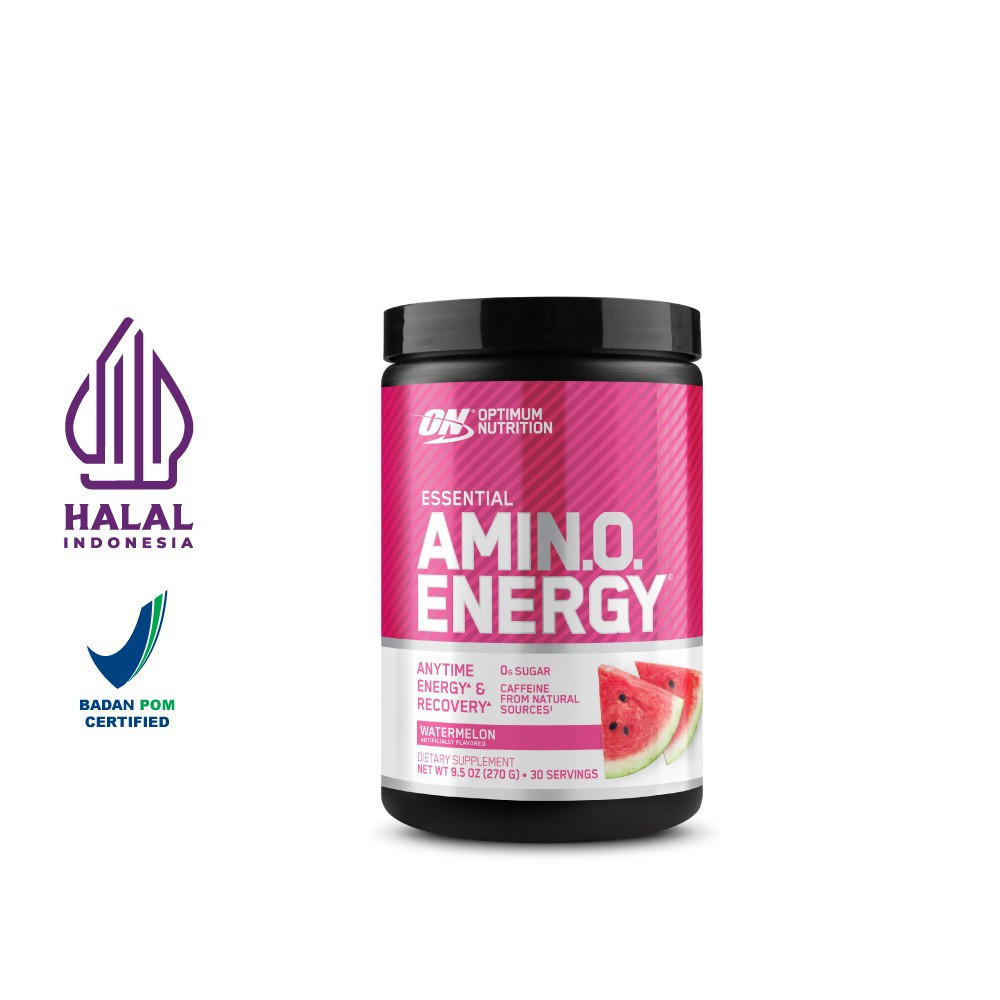 HALAL
INDONESIA
BADAN POM
CERTIFIED
ON® OPTIMUM
NUTRITION
ESSENTIAL
AMIN.O.
ENERGY
ANYTIME
ENERGY▲ &
RECOVERY▲
0G SUGAR
CAFFEINE
FROM NATURAL
SOURCES‡
WATERMELON
ARTIFICIALLY FLAVORED
DIETARY SUPPLEMENT
NET WT 9.5 OZ (270 G) • 30 SERVINGS